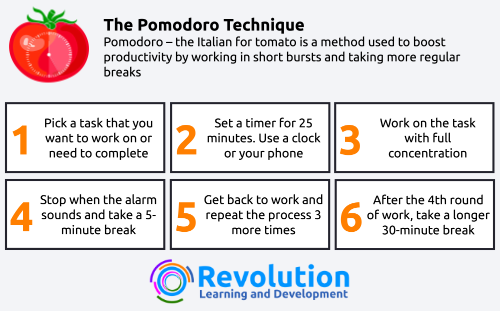 The Pomodoro Technique
Pomodoro – the Italian for tomato is a method used to boost
productivity by working in short bursts and taking more regular
breaks
1
Pick a task that you
want to work on or
need to complete
2
Set a timer for 25
minutes. Use a clock
or your phone
3
Work on the task
with full
concentration
4
Stop when the alarm
sounds and take a 5-
minute break
5
Get back to work and
repeat the process 3
more times
6
After the 4th round
of work, take a longer
30-minute break
Revolution
Learning and Development